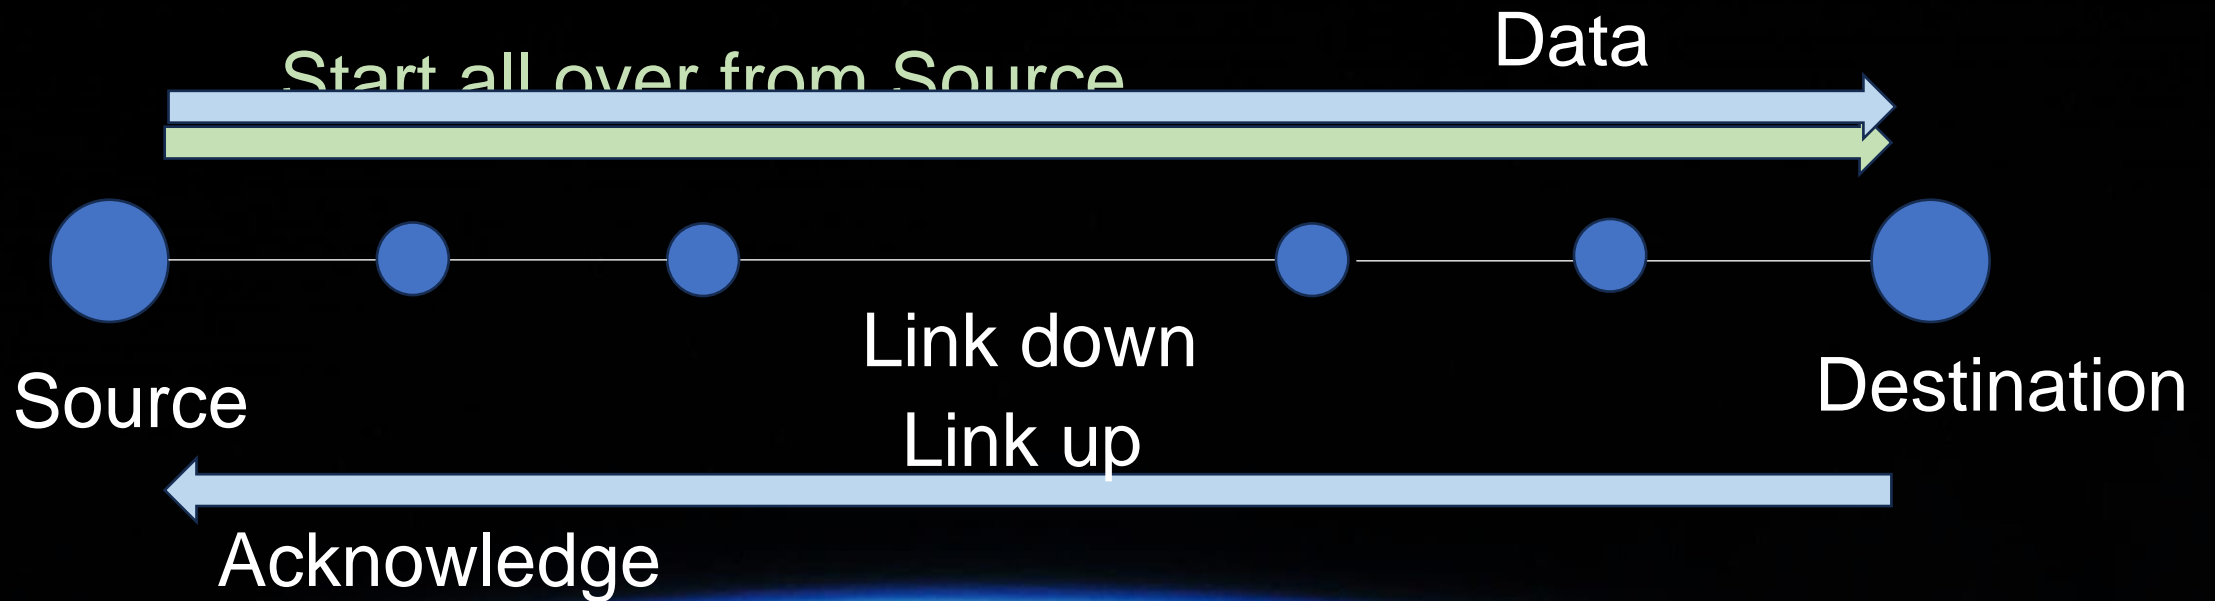 Data
Start all over from Source
Link down
Destination
Source
Link up
Acknowledge